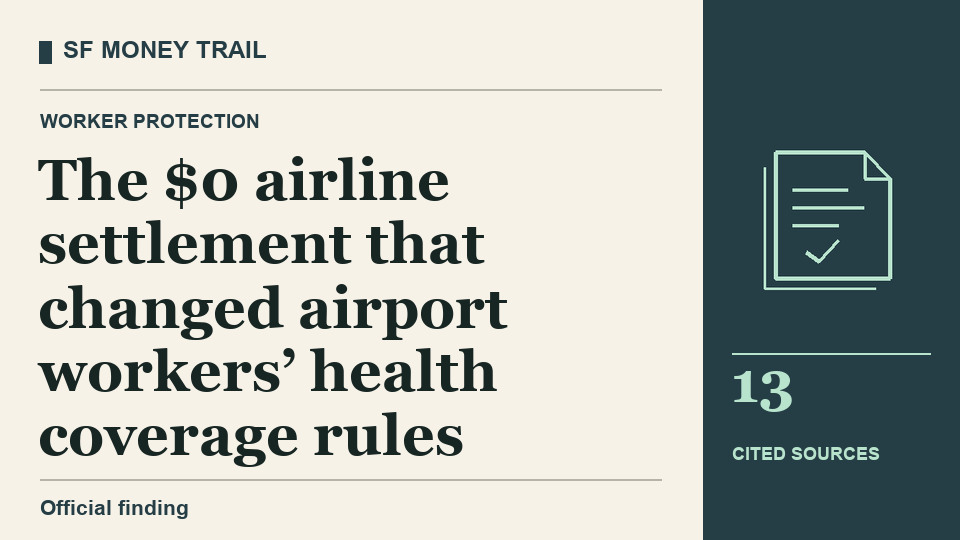 SF MONEY TRAIL
WORKER PROTECTION
The $0 airline
settlement that
changed airport
workers’ health
coverage rules
Official finding
13
CITED SOURCES